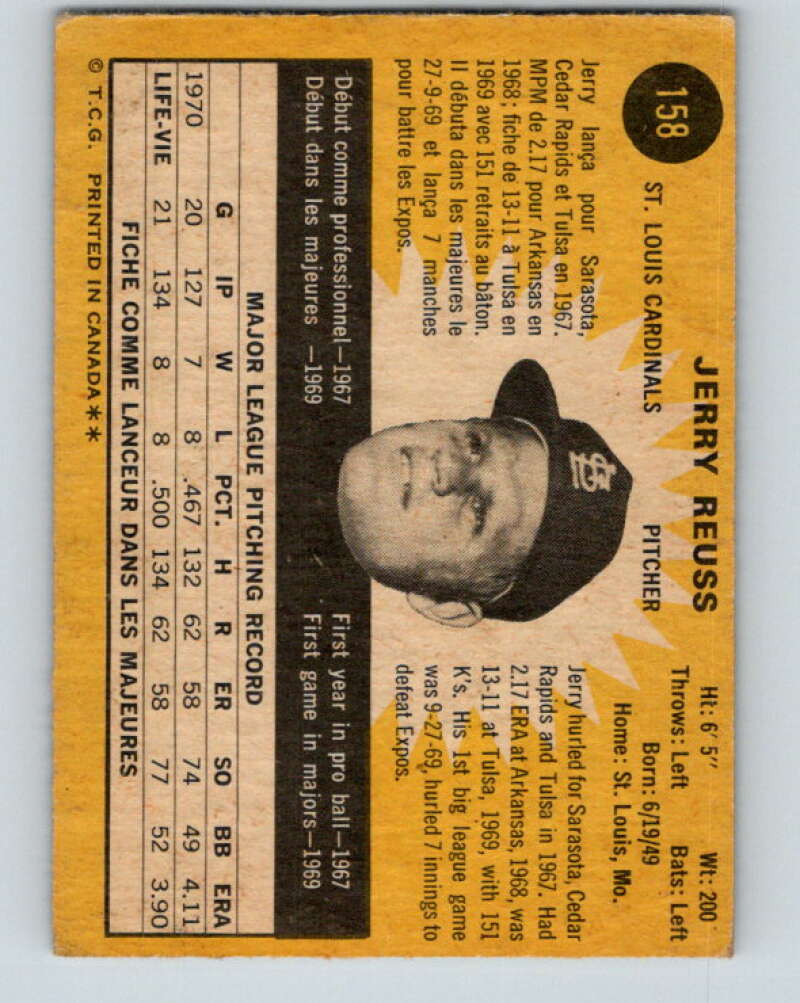 158
JERRY REUSS
ST. LOUIS CARDINALS PITCHER
Ht: 6' 5" Wt: 200
Throws: Left Bats: Left
Born: 6/19/49
Home: St. Louis, Mo.
Jerry lança pour Sarasota,
Cedar Rapids et Tulsa en 1967.
MPM de 2.17 pour Arkansas en
1968; fiche de 13-11 à Tulsa en
1969 avec 151 retraits au bâton.
Il débuta dans les majeures le
27-9-69 et lança 7 manches
pour battre les Expos.
Jerry hurled for Sarasota, Cedar
Rapids and Tulsa in 1967. Had
2.17 ERA at Arkansas, 1968, was
13-11 at Tulsa, 1969, with 151
K's. His 1st big league game
was 9-27-69, hurled 7 innings to
defeat Expos.
Début comme professionnel—1967
Début dans les majeures —1969
First year in pro ball—1967
First game in majors—1969
MAJOR LEAGUE PITCHING RECORD
G IP W L PCT. H R ER SO BB ERA
1970 20 127 7 8 .467 132 62 58 74 49 4.11
LIFE-VIE 21 134 8 8 .500 134 62 58 77 52 3.90
FICHE COMME LANCEUR DANS LES MAJEURES
© T.C.G. PRINTED IN CANADA**